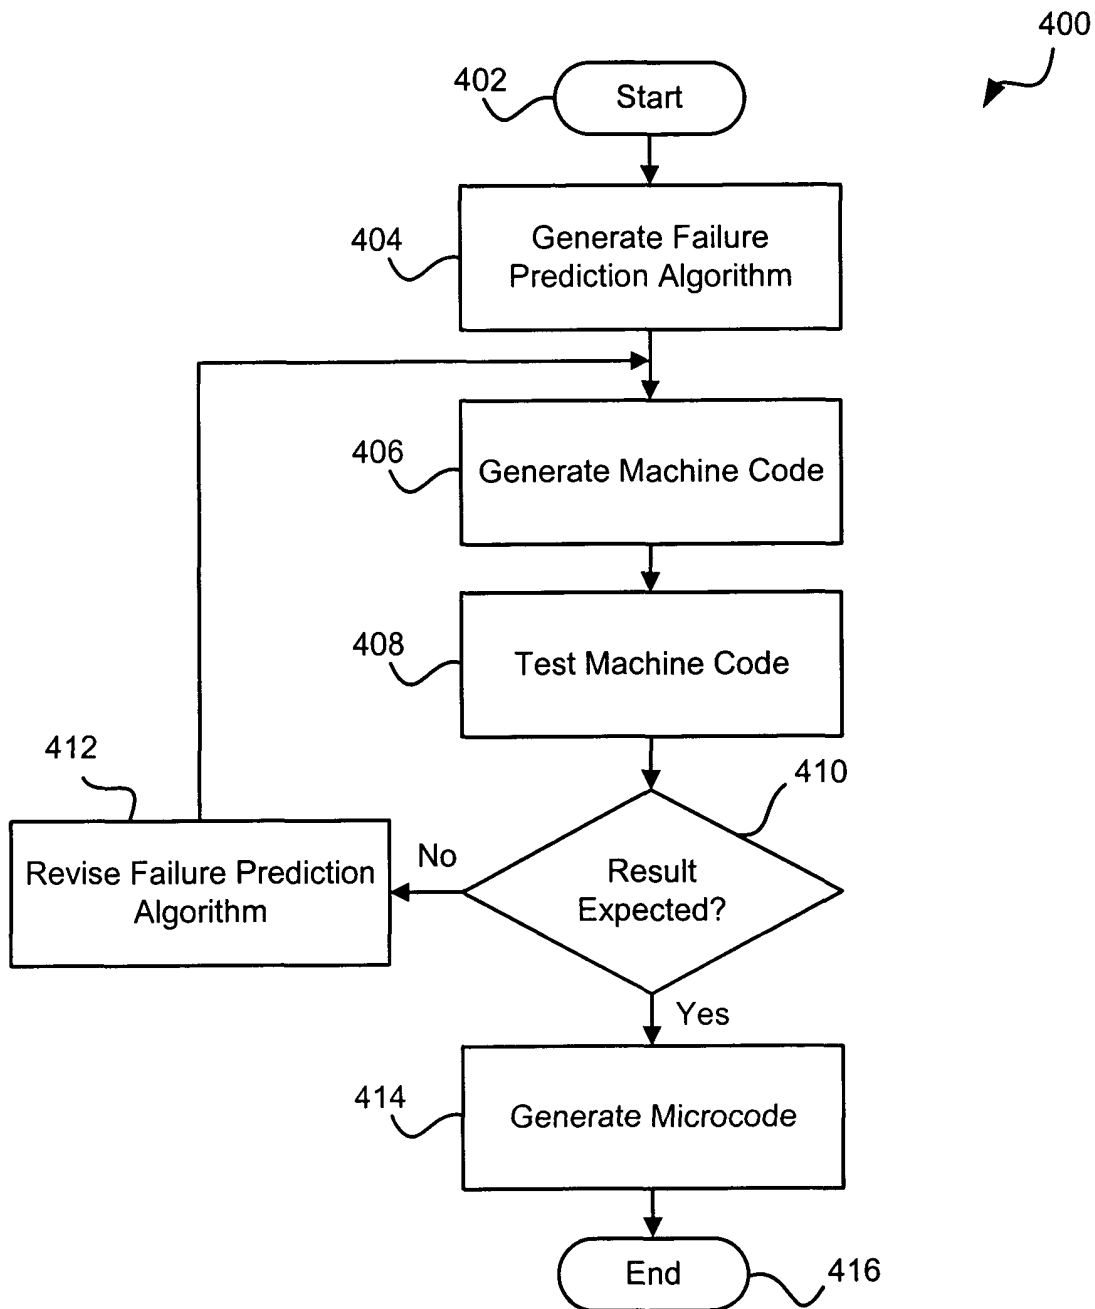 400
402
Start
404
Generate Failure
Prediction Algorithm
406
Generate Machine Code
408
Test Machine Code
412
410
Revise Failure Prediction
Algorithm
No
Result
Expected?
Yes
414
Generate Microcode
End
416